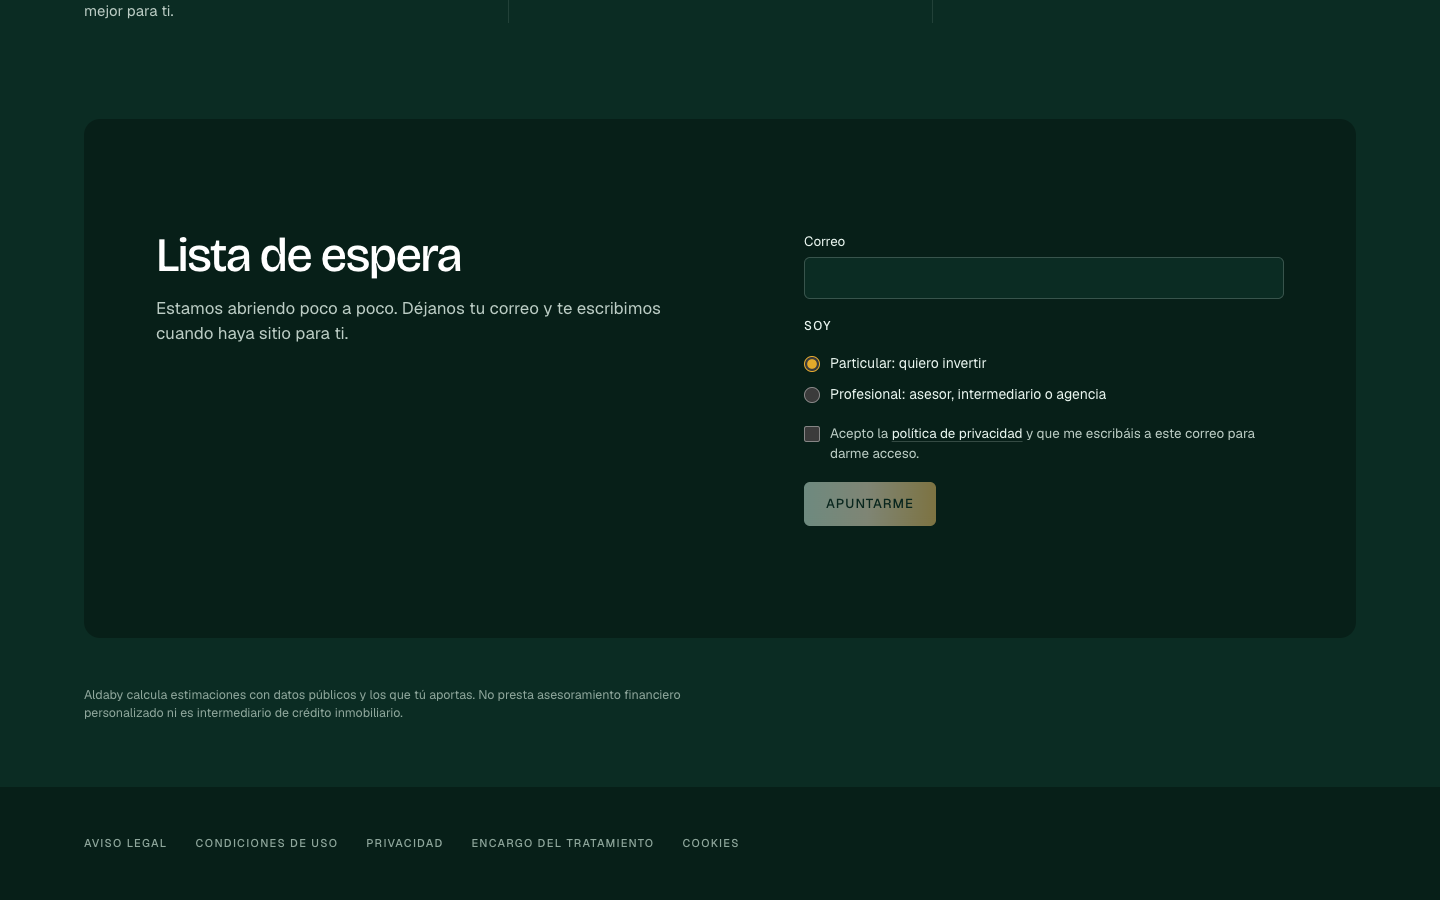 mejor para ti.
Lista de espera
Estamos abriendo poco a poco. Déjanos tu correo y te escribimos
cuando haya sitio para ti.
Correo
SOY
Particular: quiero invertir
Profesional: asesor, intermediario o agencia
Acepto la política de privacidad y que me escribáis a este correo para
darme acceso.
APUNTARME
Aldaby calcula estimaciones con datos públicos y los que tú aportas. No presta asesoramiento financiero
personalizado ni es intermediario de crédito inmobiliario.
AVISO LEGAL CONDICIONES DE USO PRIVACIDAD ENCARGO DEL TRATAMIENTO COOKIES